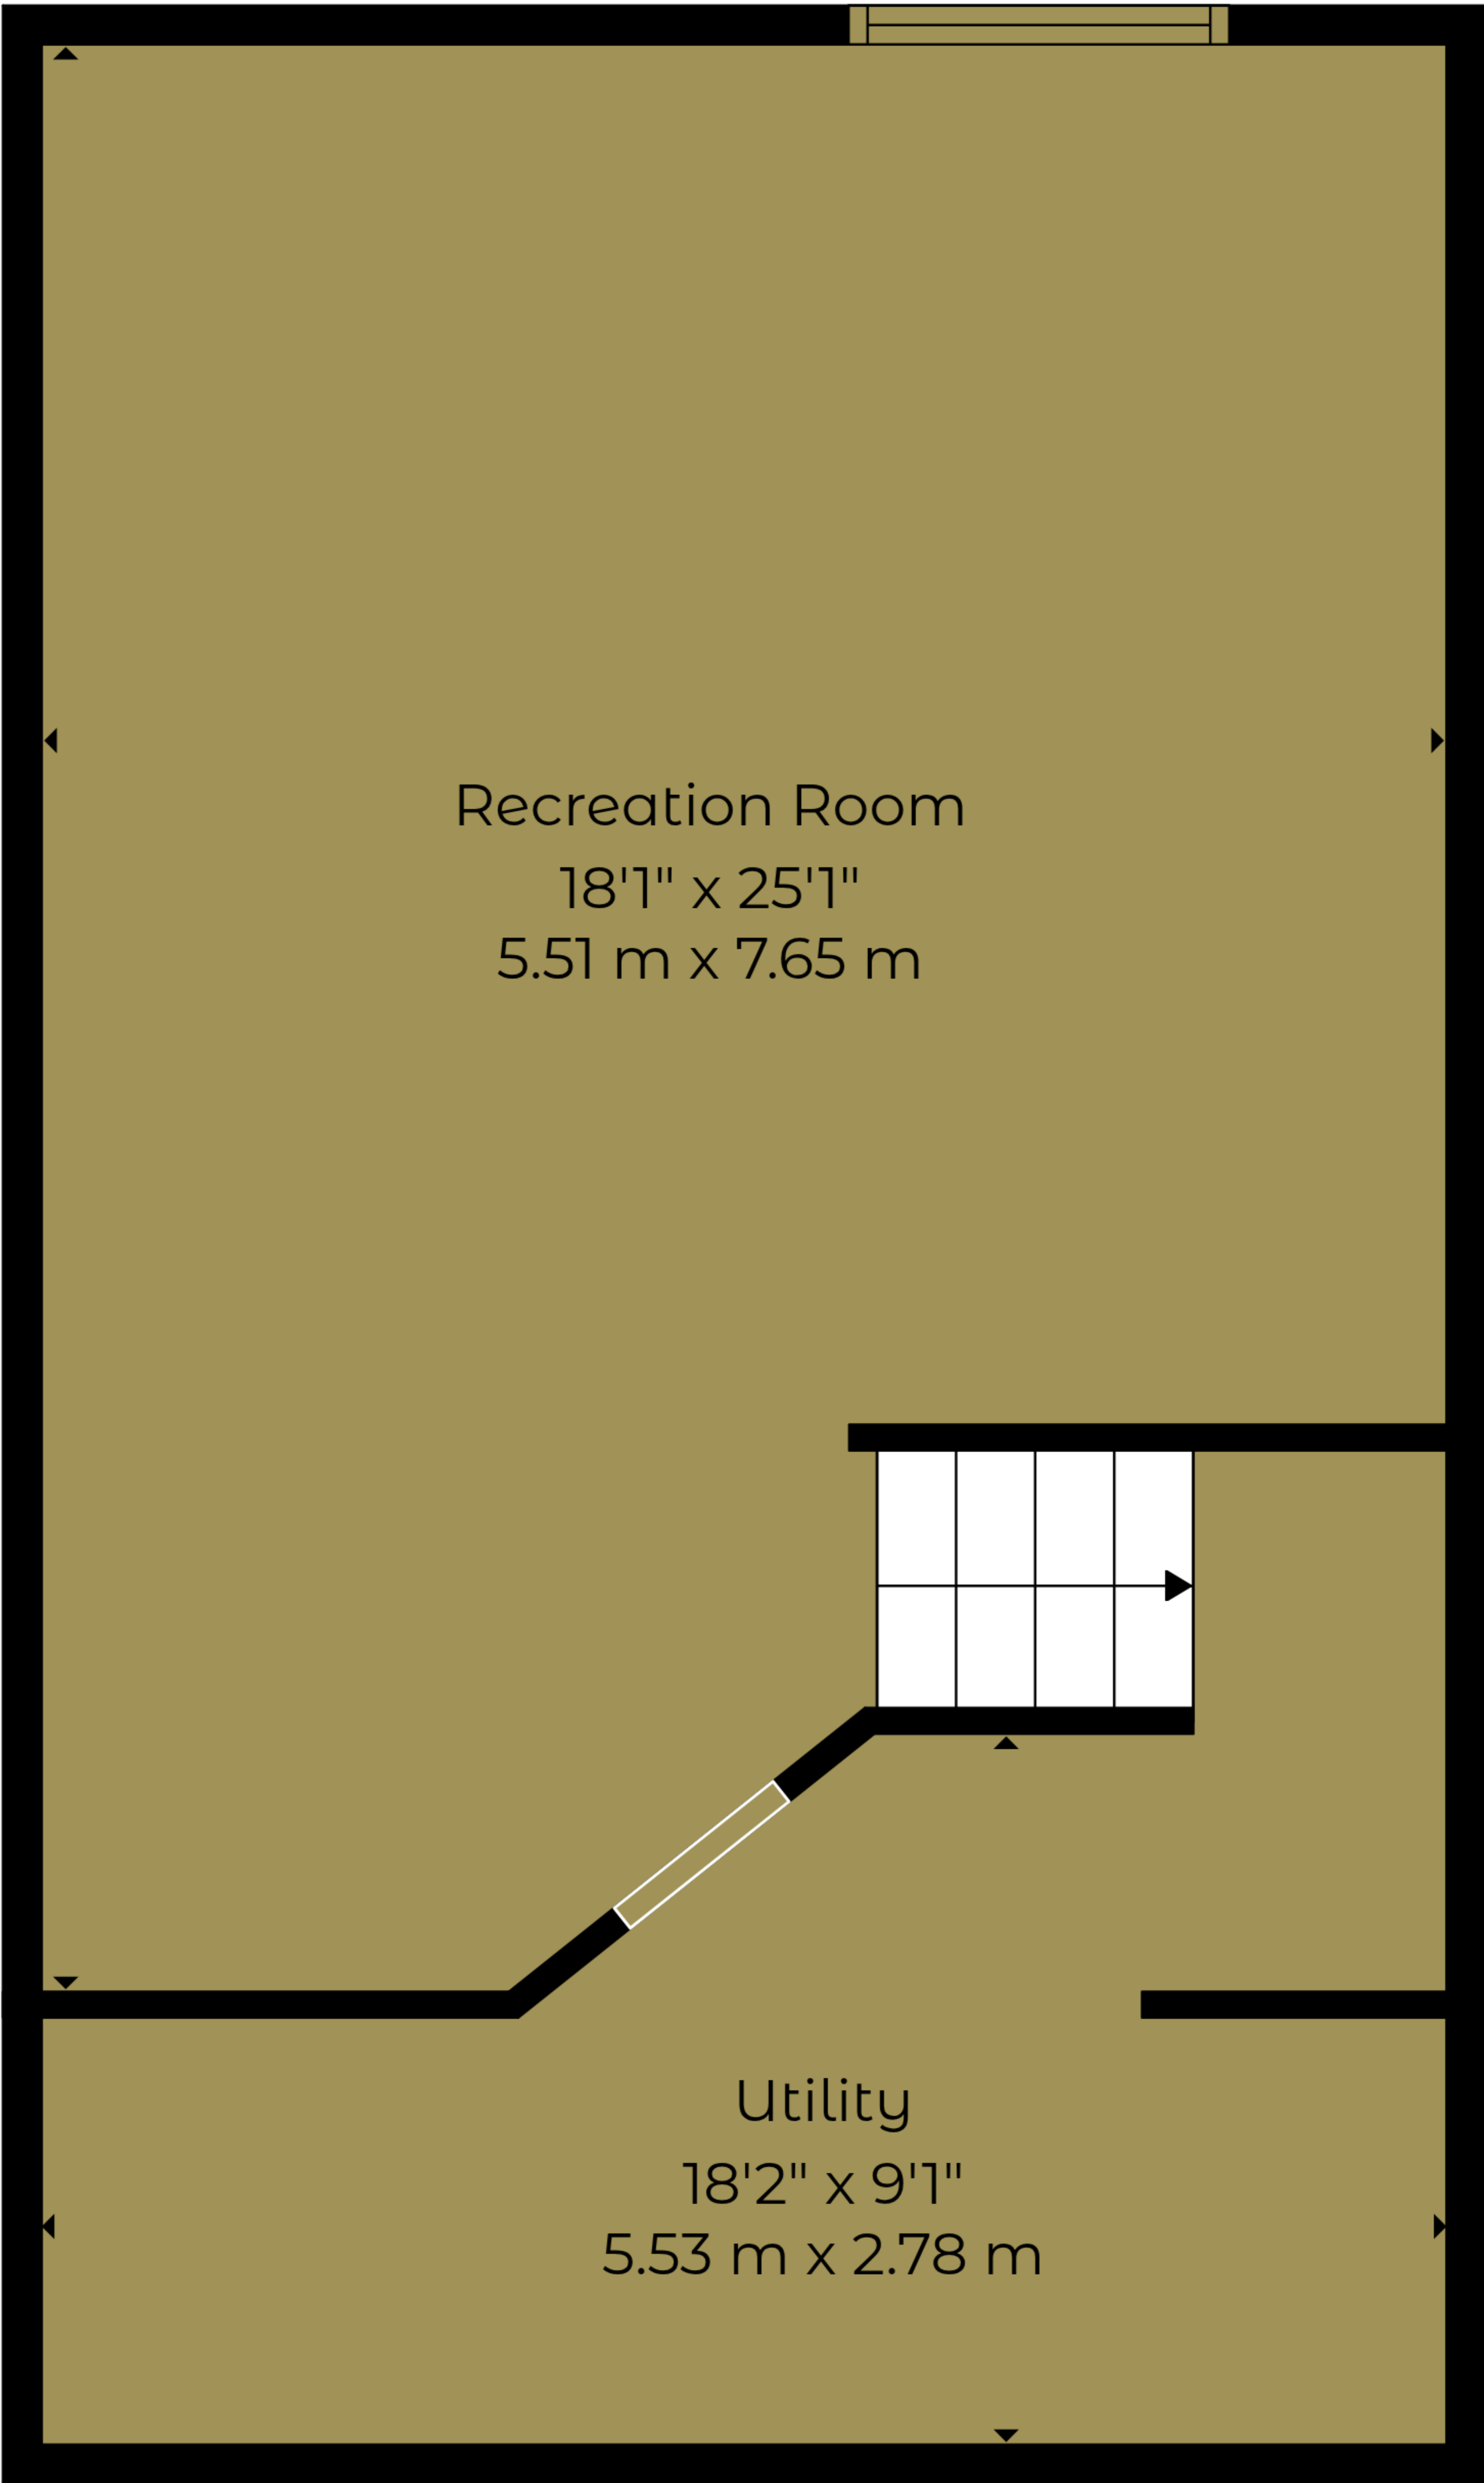 Recreation Room
18'1" x 25'1"
5.51 m x 7.65 m
Utility
18'2" x 9'1"
5.53 m x 2.78 m